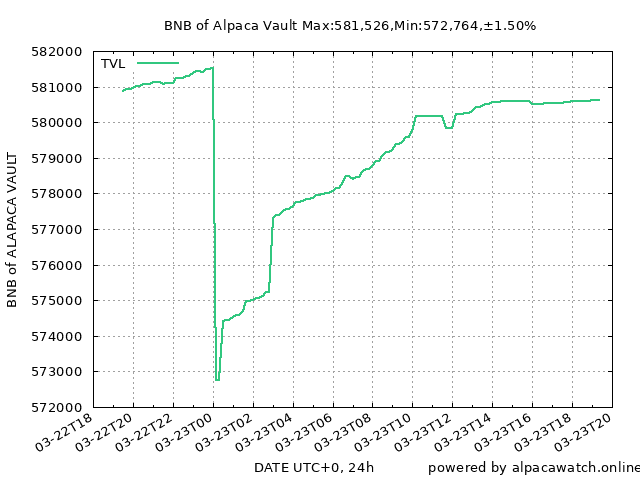 BNB of Alpaca Vault Max:581,526,Min:572,764,±1.50%
TVL
582000
581000
580000
579000
578000
577000
576000
575000
574000
573000
572000
BNB of ALAPACA VAULT
03-22T18
03-22T20
03-22T22
03-23T00
03-23T02
03-23T04
03-23T06
03-23T08
03-23T10
03-23T12
03-23T14
03-23T16
03-23T18
03-23T20
DATE UTC+0, 24h
powered by alpacawatch.online